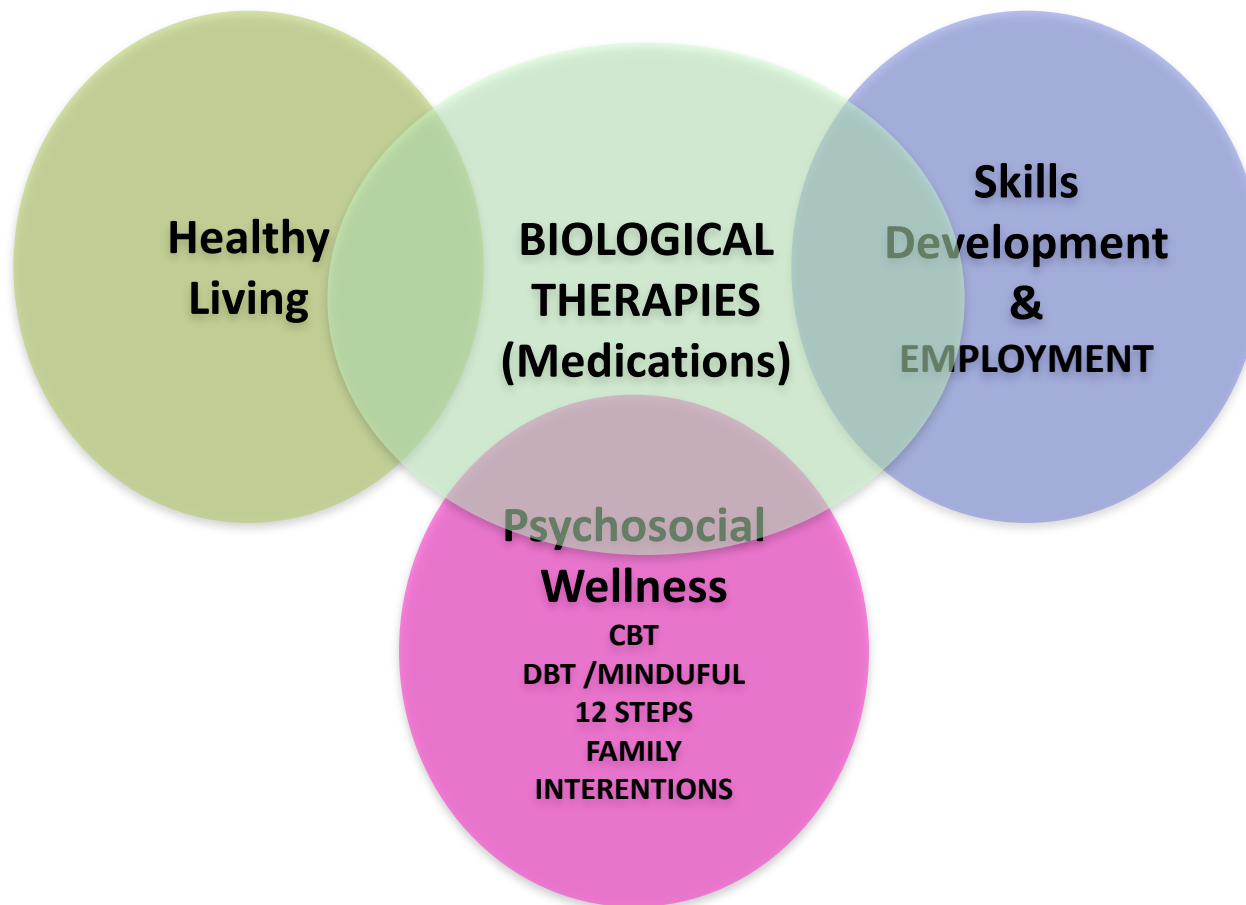 Healthy
Living
BIOLOGICAL
THERAPIES
(Medications)
Skills
Development
&
EMPLOYMENT
Psychosocial
Wellness
CBT
DBT /MINDUFUL
12 STEPS
FAMILY
INTERENTIONS